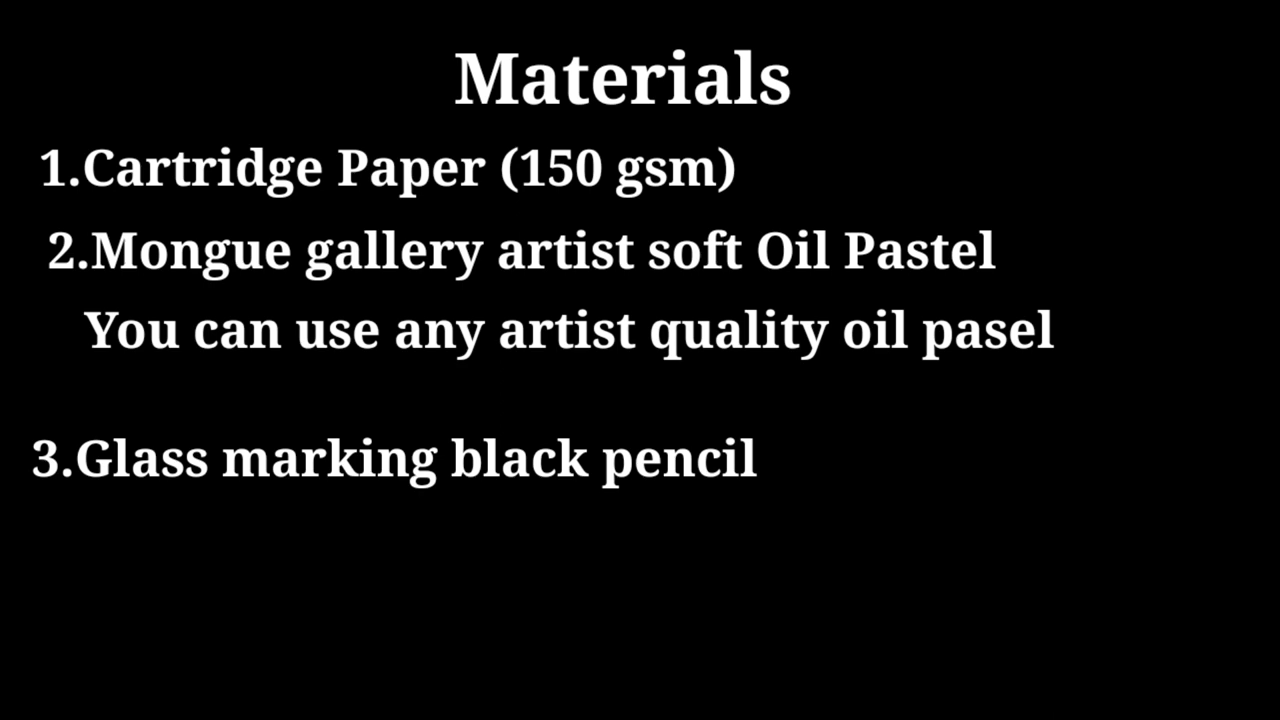 Materials
1.Cartridge Paper (150 gsm)
2.Mongue gallery artist soft Oil Pastel
You can use any artist quality oil pasel
3.Glass marking black pencil